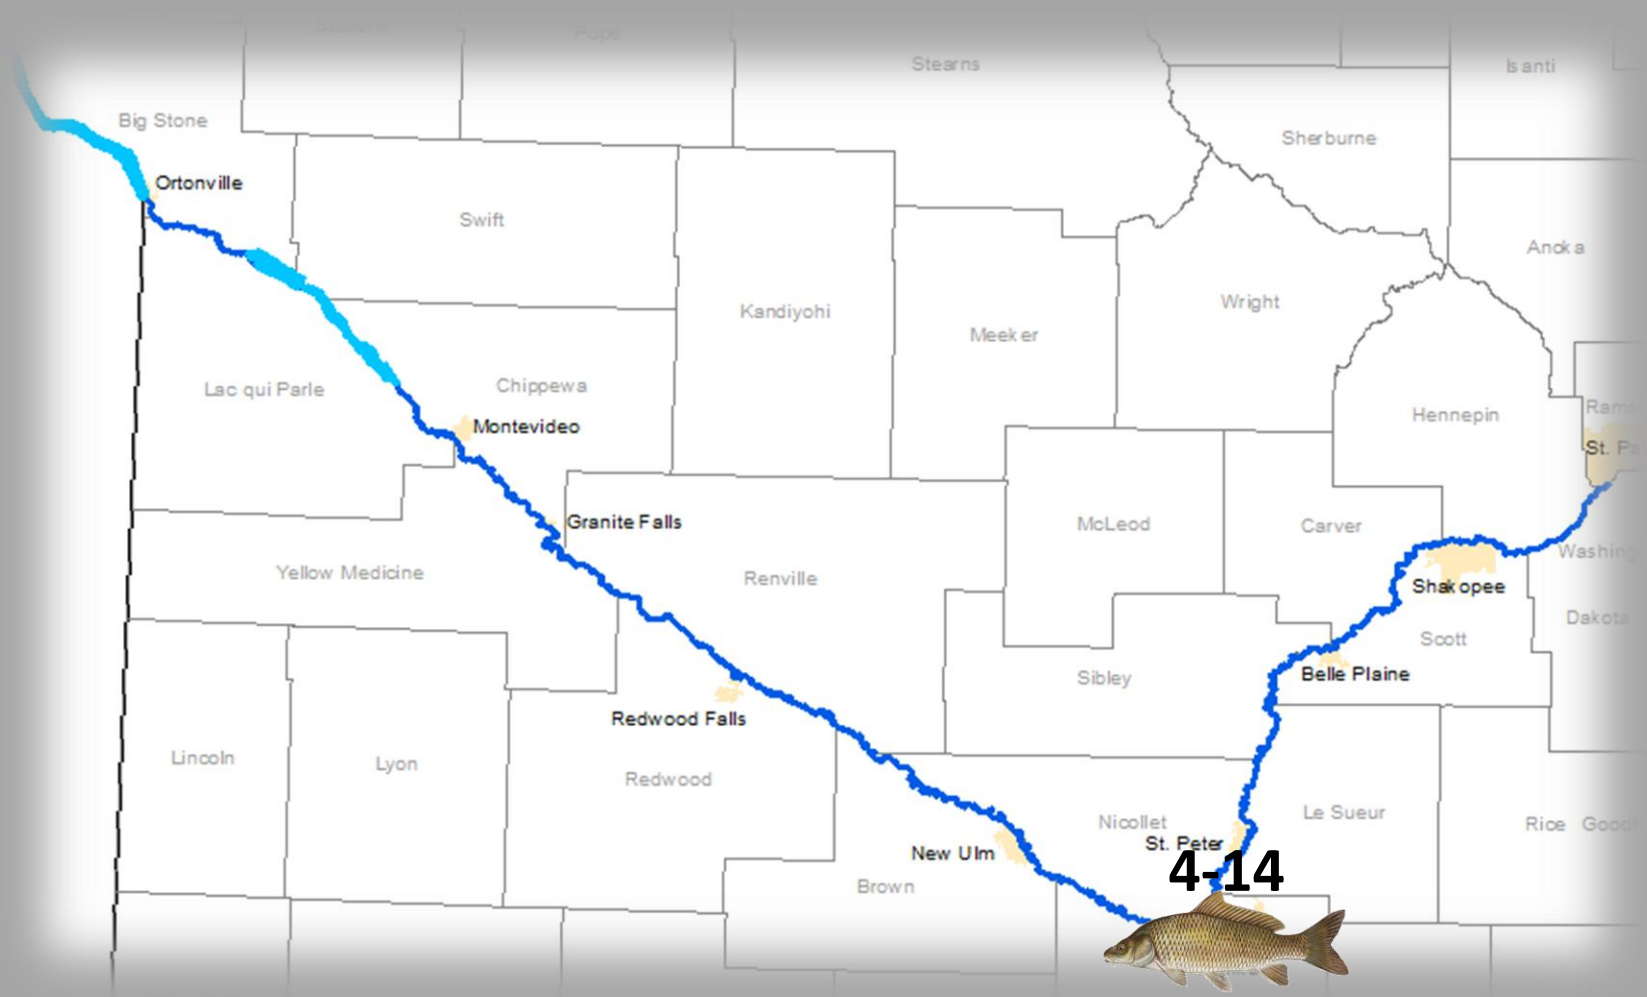 Pope
Stearns
Isanti
Big Stone
Sherburne
Ortonville
Swift
Anoka
Wright
Kandiyohi
Meeker
Lac qui Parle
Chippewa
Hennepin
Montevideo
Granite Falls
McLeod
Carver
Yellow Medicine
Renville
Shakopee
Dakota
Scott
Belle Plaine
Sibley
Redwood Falls
Lincoln
Lyon
Redwood
Le Sueur
Nicollet
Rice
St. Peter
New Ulm
4-14
Brown